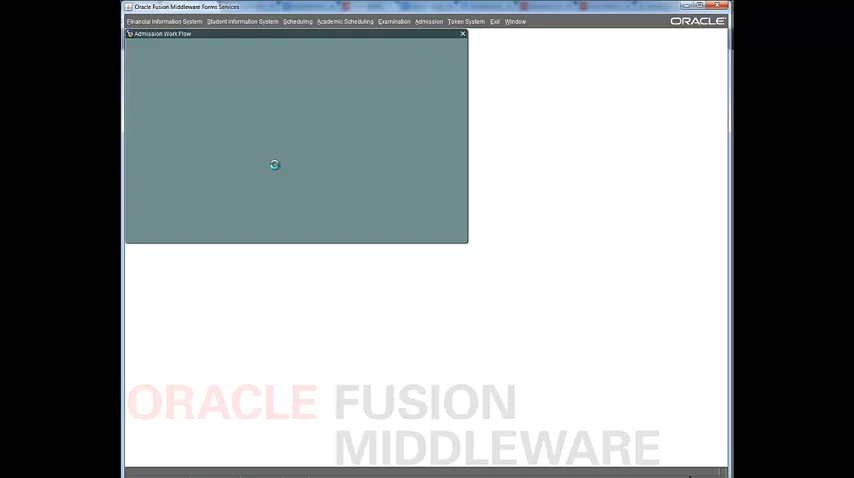 Oracle Fusion Middleware Forms Services
Financial Information System Student Information System Scheduling Academic Scheduling Examination Admission Token System Exit Window
ORACLE
Admission Work Flow
ORACLE FUSION
MIDDLEWARE